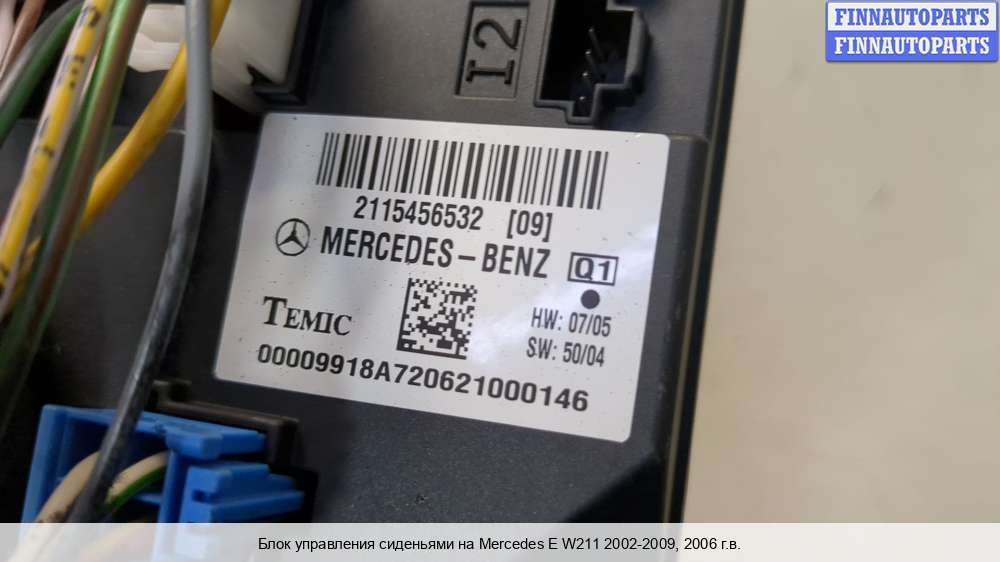 FINNAUTOPARTS
FINNAUTOPARTS
I2
2115456532 [09]
MERCEDES-BENZ Q1
TEMIC
HW: 07/05
SW: 50/04
00009918A720621000146
Блок управления сиденьями на Mercedes E W211 2002-2009, 2006 г.в.